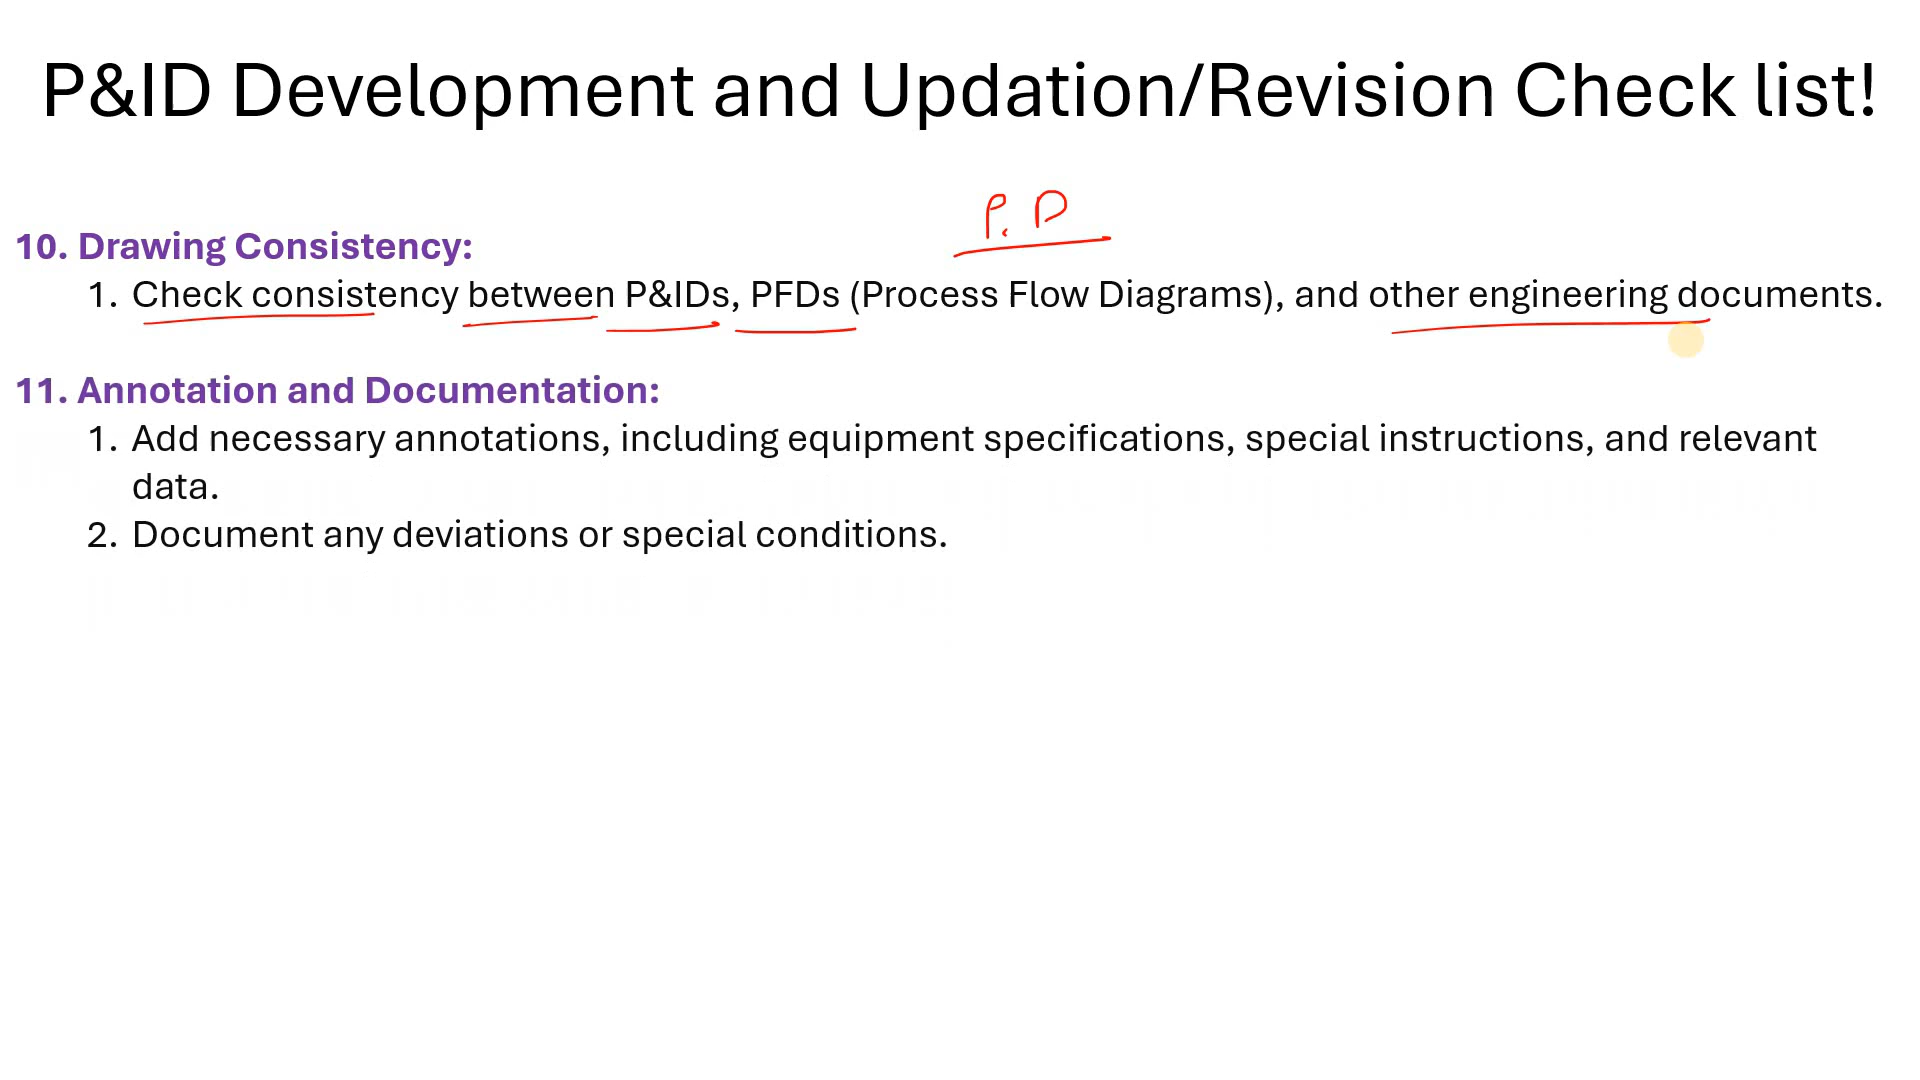 P&ID Development and Updation/Revision Check list!
P. D
10. Drawing Consistency:
1. Check consistency between P&IDs, PFDs (Process Flow Diagrams), and other engineering documents.
11. Annotation and Documentation:
1. Add necessary annotations, including equipment specifications, special instructions, and relevant
data.
2. Document any deviations or special conditions.